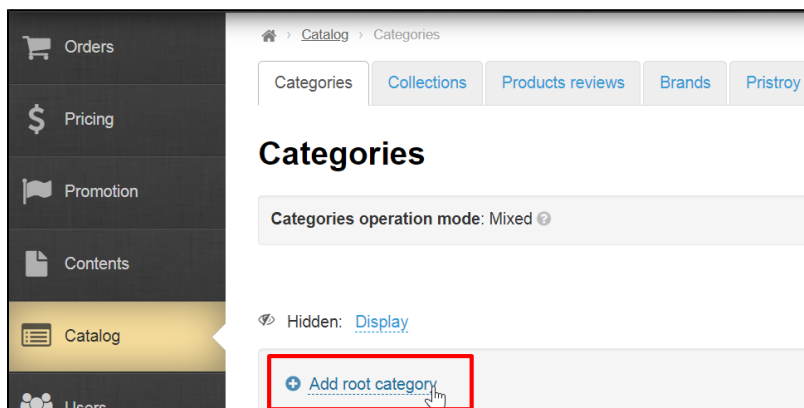 Orders
Pricing
Promotion
Contents
Catalog
Users
Catalog Categories
Categories Collections Products reviews Brands Pristroy
Categories
Categories operation mode: Mixed
Hidden: Display
Add root category